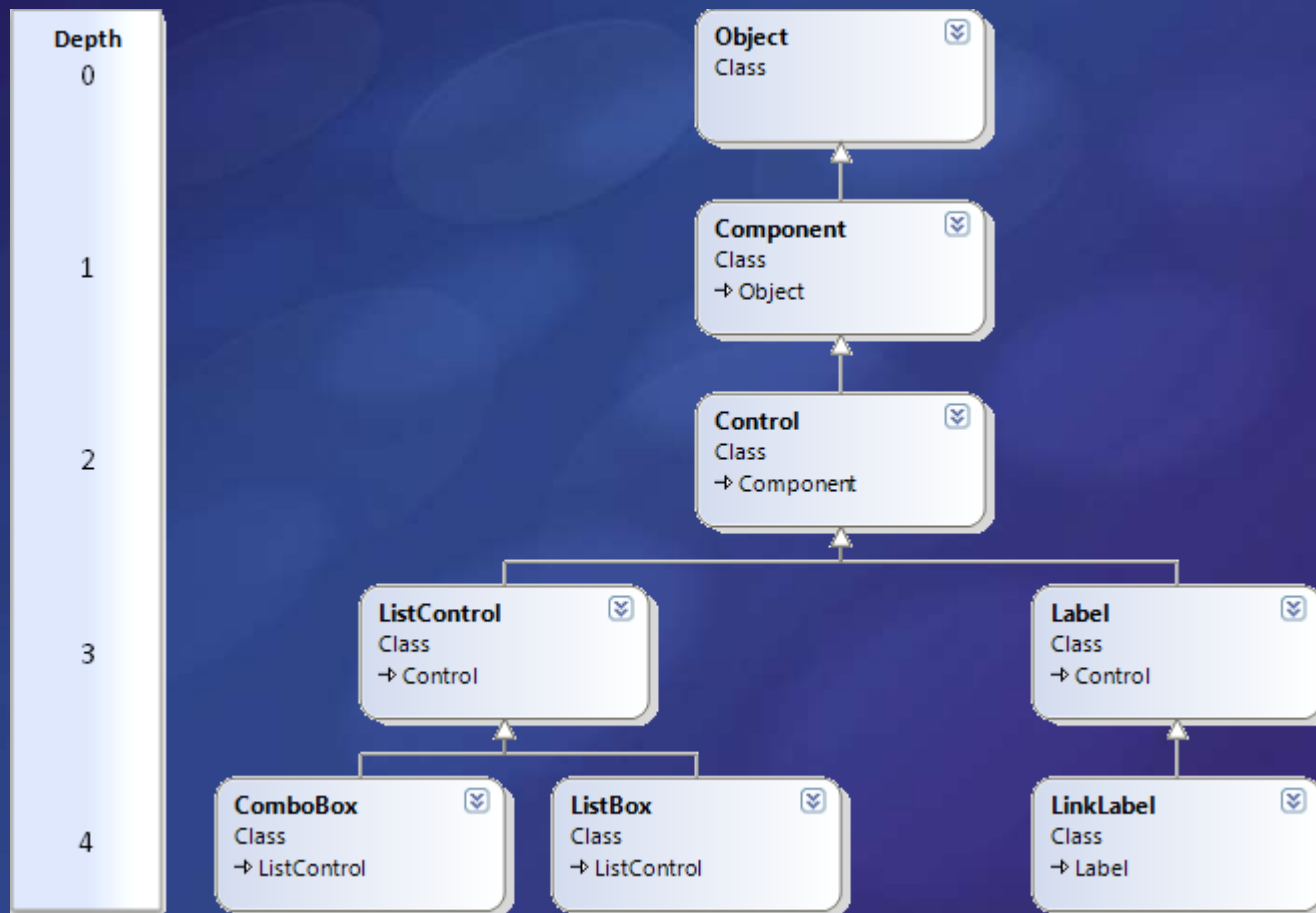 Depth
0
1
2
3
4
Object
Class
Component
Class
Object
Control
Class
Component
ListControl
Class
Control
Label
Class
Control
ComboBox
Class
ListControl
ListBox
Class
ListControl
LinkLabel
Class
Label